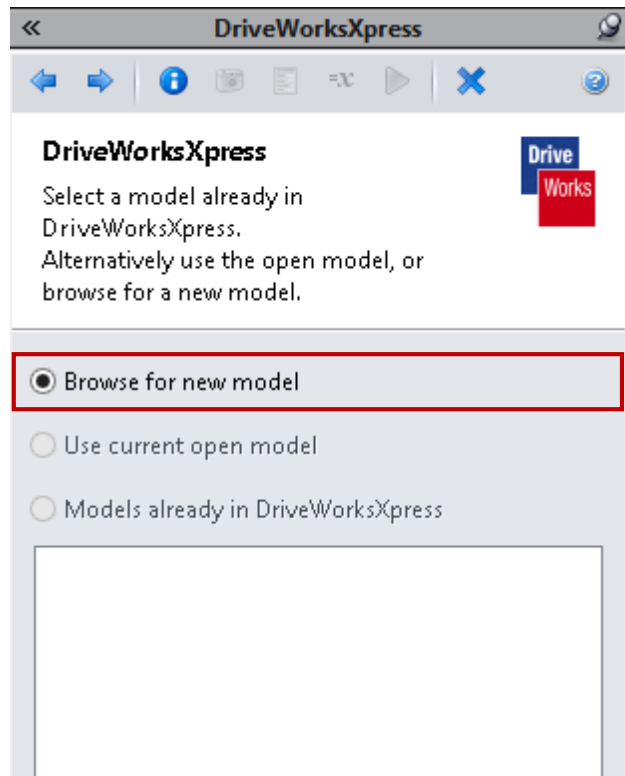 « DriveWorksXpress
=x
DriveWorksXpress
Drive
Works
Select a model already in
DriveWorksXpress.
Alternatively use the open model, or
browse for a new model.
Browse for new model
Use current open model
Models already in DriveWorksXpress